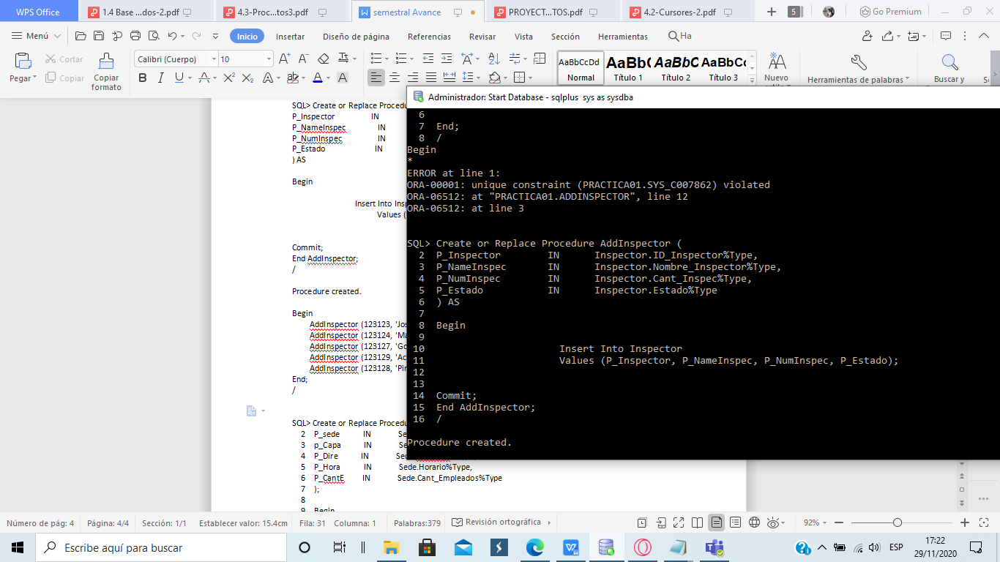 WPS Office
1.4 Base ...dos-2.pdf
4.3-Proc...tos3.pdf
semestral Avance
PROYECT...TOS.pdf
4.2-Cursores-2.pdf
5
Go Premium
Menú
Inicio
Insertar
Diseño de página
Referencias
Revisar
Vista
Sección
Herramientas
Ha
Pegar
Cortar
Copiar
Copiar
formato
Calibri (Cuerpo)
10
AaBbCcDd
Normal
AaBbC
Título 1
AaBbC
Título 2
AaBbCc
Título 3
Nuevo
Herramientas de palabras
Buscar y
SQL> Create or Replace Procedu
P_Inspector IN
P_NameInspec IN
P_NumInspec IN
P_Estado IN
) AS
Begin
Insert Into Insp
Values (
Commit;
End AddInspector;
/
Procedure created.
Begin
AddInspector (123123, 'Jos
AddInspector (123124, 'Ma
AddInspector (123127, 'Go
AddInspector (123129, 'Ac
AddInspector (123128, 'Pin
End;
/
SQL> Create or Replace Procedu
2 P_sede IN Se
3 p_Capa IN Se
4 P_Dire IN Sed
5 P_Hora IN Sede.Horario%Type,
6 P_CantE IN Sede.Cant_Empleados%Type
7 );
8
9 Begin
Administrador: Start Database - sqlplus sys as sysdba
6
7 End;
8 /
Begin
*
ERROR at line 1:
ORA-00001: unique constraint (PRACTICA01.SYS_C007862) violated
ORA-06512: at "PRACTICA01.ADDINSPECTOR", line 12
ORA-06512: at line 3
SQL> Create or Replace Procedure AddInspector (
2 P_Inspector IN Inspector.ID_Inspector%Type,
3 P_NameInspec IN Inspector.Nombre_Inspector%Type,
4 P_NumInspec IN Inspector.Cant_Inspec%Type,
5 P_Estado IN Inspector.Estado%Type
6 ) AS
7
8 Begin
9
10 Insert Into Inspector
11 Values (P_Inspector, P_NameInspec, P_NumInspec, P_Estado);
12
13
14 Commit;
15 End AddInspector;
16 /
Procedure created.
Número de pág: 4
Página: 4/4
Sección: 1/1
Establecer valor: 15.4cm
Fila: 31
Columna: 1
Palabras:379
Revisión ortográfica
92%
Escribe aquí para buscar
ESP
17:22
29/11/2020